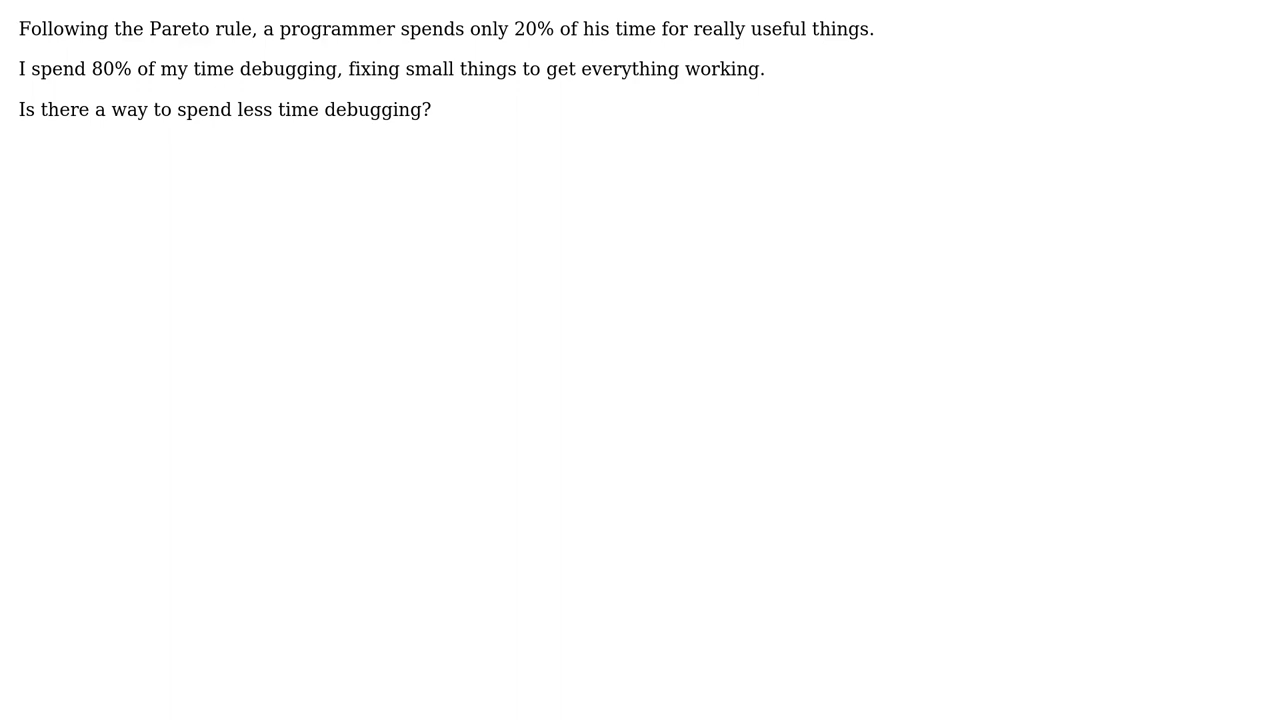 Following the Pareto rule, a programmer spends only 20% of his time for really useful things.
I spend 80% of my time debugging, fixing small things to get everything working.
Is there a way to spend less time debugging?